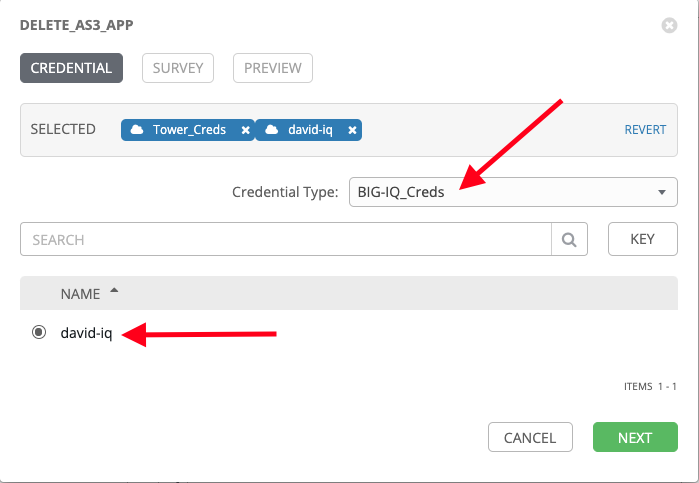 DELETE_AS3_APP
CREDENTIAL SURVEY PREVIEW
SELECTED Tower_Creds david-iq REVERT
Credential Type: BIG-IQ_Creds
SEARCH KEY
NAME
david-iq
ITEMS 1 - 1
CANCEL NEXT